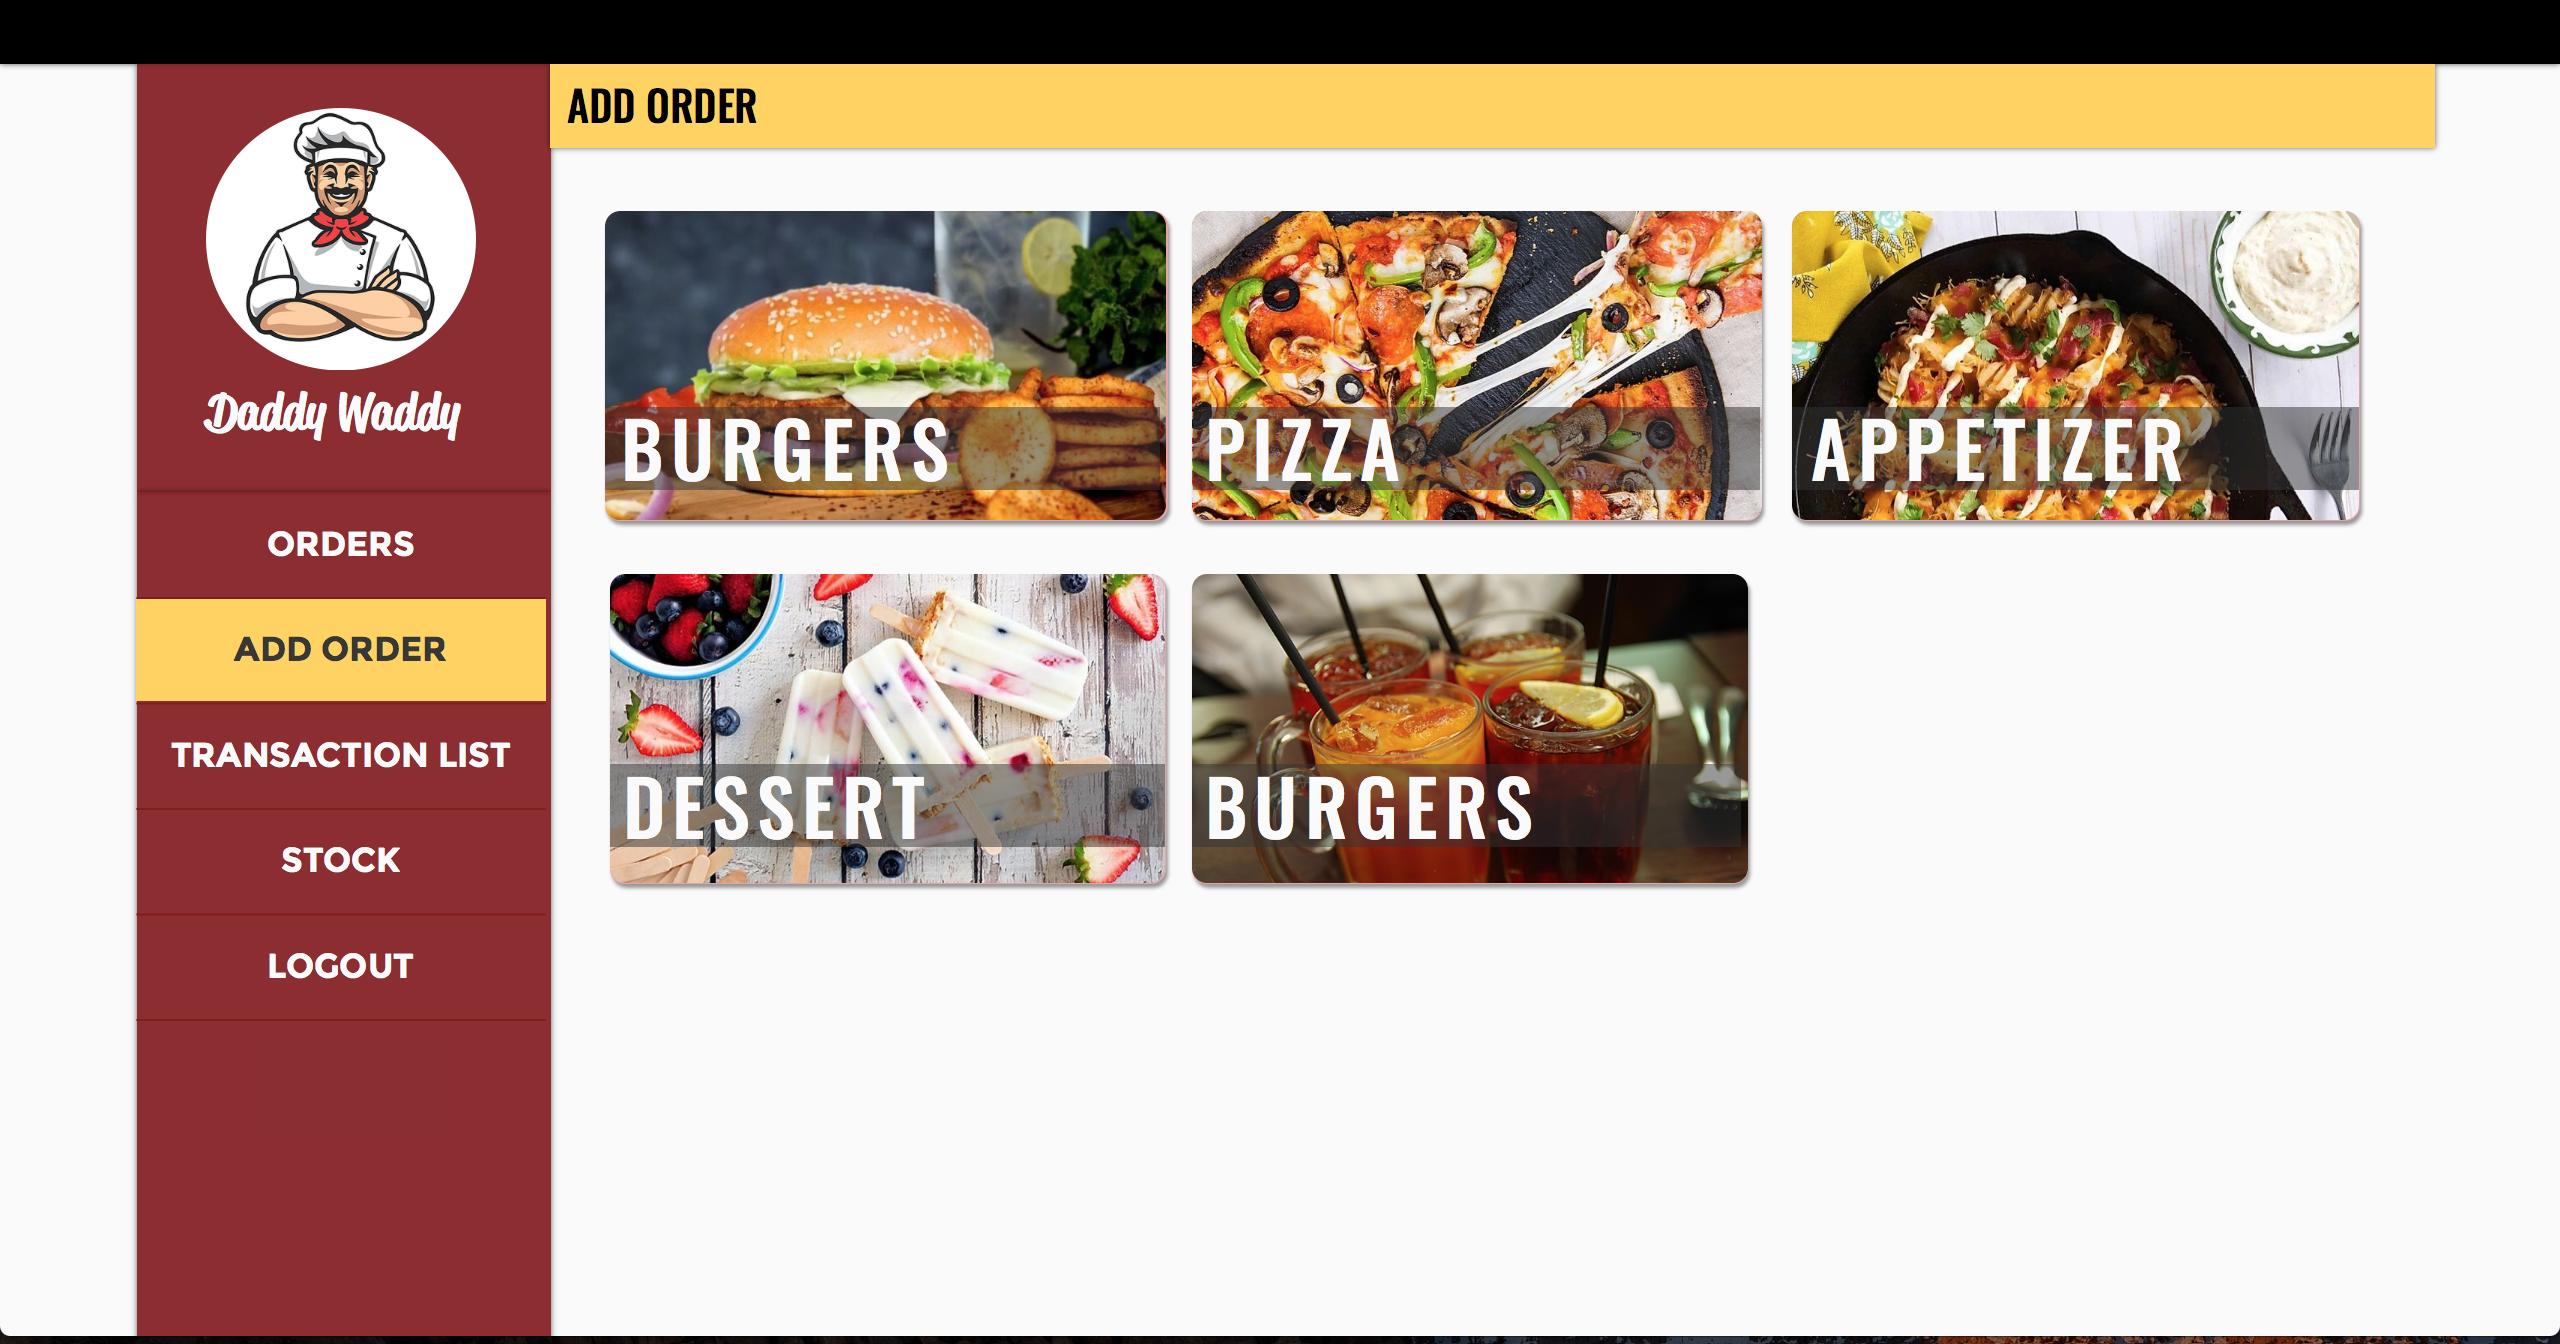 ADD ORDER
Daddy Waddy
ORDERS
ADD ORDER
TRANSACTION LIST
STOCK
LOGOUT
BURGERS
PIZZA
APPETIZER
DESSERT
BURGERS